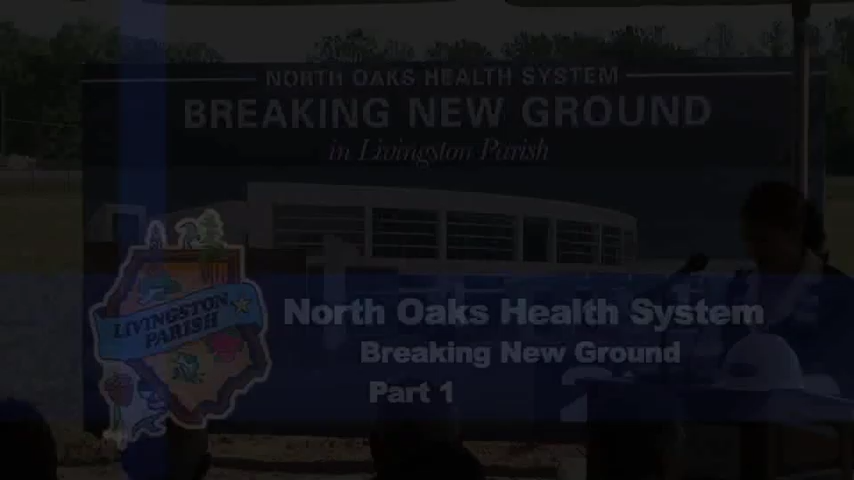 NORTH OAKS HEALTH SYSTEM
BREAKING NEW GROUND
in Livingston Parish
LIVINGSTON
PARISH
North Oaks Health System
Breaking New Ground
Part 1